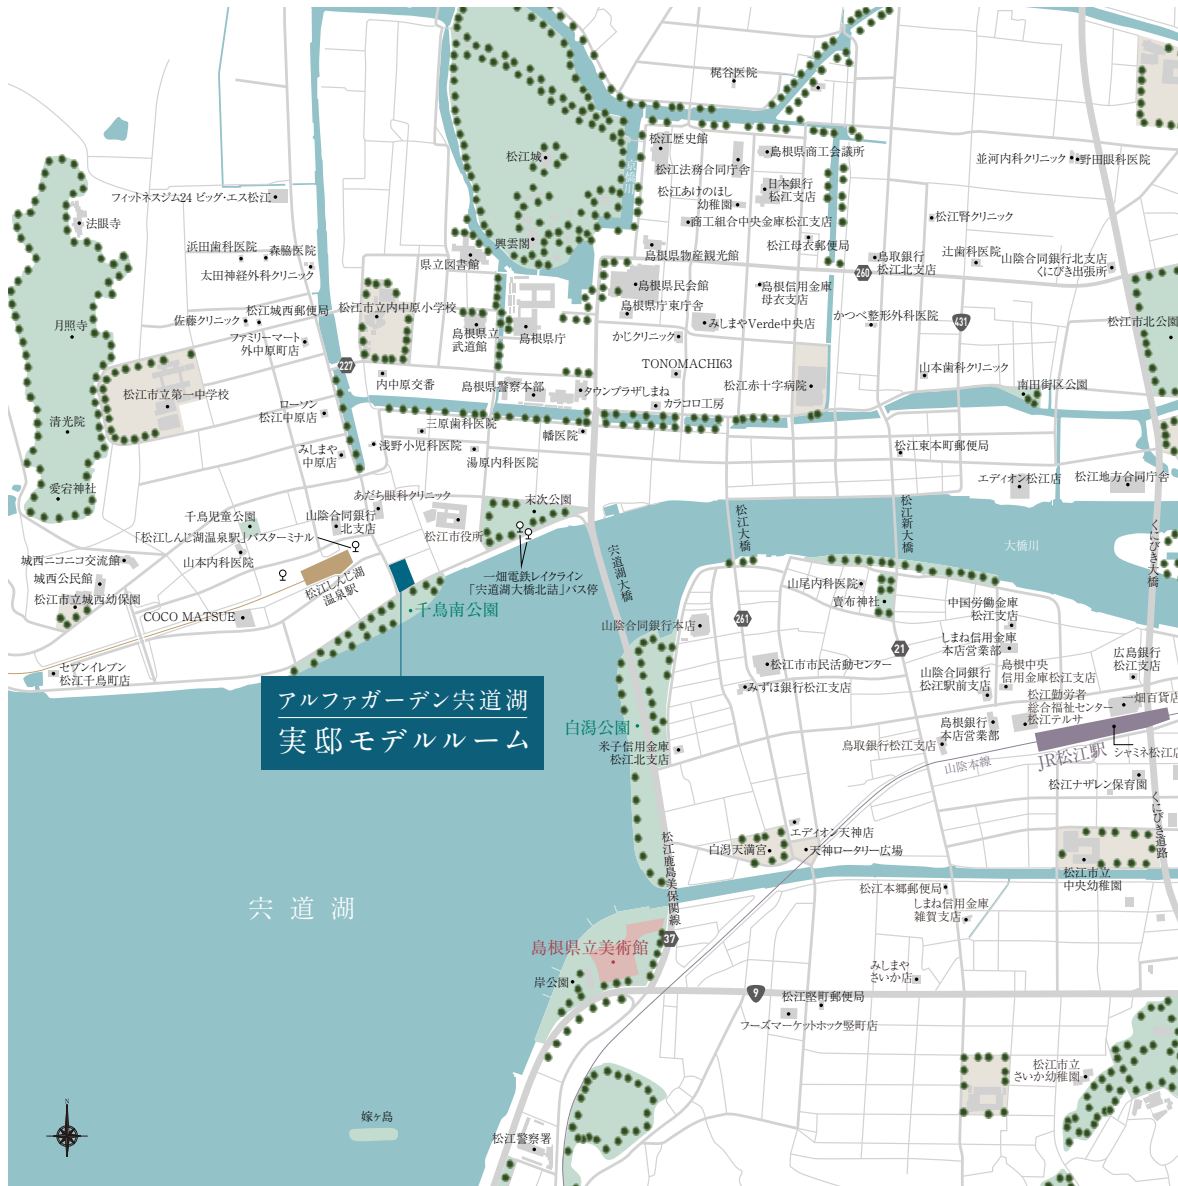 梶谷医院
松江歴史館
島根県商工会議所
松江法務合同庁舎
並河内科クリニック
野田眼科医院
松江城
フィットネスジム24 ビッグ・エス松江
松江あけのほし
幼稚園
日本銀行
松江支店
法眼寺
商工組合中央金庫松江支店
松江腎クリニック
浜田歯科医院
森脇医院
興雲閣
松江母衣郵便局
島根県物産観光館
県立図書館
太田神経外科クリニック
鳥取銀行
松江北支店
辻歯科医院
山陰合同銀行北支店
くにびき出張所
260
島根県民会館
島根信用金庫
母衣支店
松江城西郵便局
松江市立内中原小学校
島根県庁東庁舎
佐藤クリニック
月照寺
島根県立
武道館
島根県庁
みしまやVerde中央店
かつべ整形外科医院
431
松江市北公園
ファミリーマート
外中原町店
かじクリニック
227
TONOMACHI63
山本歯科クリニック
内中原交番
島根県警察本部
タウンプラザしまね
松江赤十字病院
南田街区公園
松江市立第一中学校
カラコロ工房
ローソン
松江中原店
清光院
三原歯科医院
幡医院
浅野小児科医院
松江東本町郵便局
みしまや
中原店
湯原内科医院
エディオン松江店
松江地方合同庁舎
愛宕神社
あだち眼科クリニック
末次公園
千鳥児童公園
山陰合同銀行
北支店
松江市役所
松江大橋
松江新大橋
くにびき大橋
「松江しんじ湖温泉駅」バスターミナル
大橋川
宍道湖大橋
城西ニコニコ交流館
山本内科医院
一畑電鉄レイクライン
「宍道湖大橋北詰」バス停
城西公民館
松江しんじ湖
温泉駅
山尾内科医院
松江市立城西幼保園
賣布神社
中国労働金庫
松江支店
千鳥南公園
COCO MATSUE
山陰合同銀行本店
261
しまね信用金庫
本店営業部
21
広島銀行
松江支店
セブンイレブン
松江千鳥町店
松江市市民活動センター
島根中央
信用金庫松江支店
山陰合同銀行
松江駅前支店
みずほ銀行松江支店
松江勤労者
総合福祉センター
松江テルサ
一畑百貨店
アルファガーデン宍道湖
実邸モデルルーム
白潟公園
島根銀行
本店営業部
米子信用金庫
松江北支店
鳥取銀行松江支店
JR松江駅
シャミネ松江店
山陰本線
松江ナザレン保育園
くにびき道路
エディオン天神店
松江鹿島美保関線
白潟天満宮
天神ロータリー広場
松江市立
中央幼稚園
松江本郷郵便局
しまね信用金庫
雑賀支店
宍道湖
37
島根県立美術館
みしまや
さいか店
岸公園
9
松江竪町郵便局
フーズマーケットホック竪町店
松江市立
さいか幼稚園
N
嫁ヶ島
松江警察署